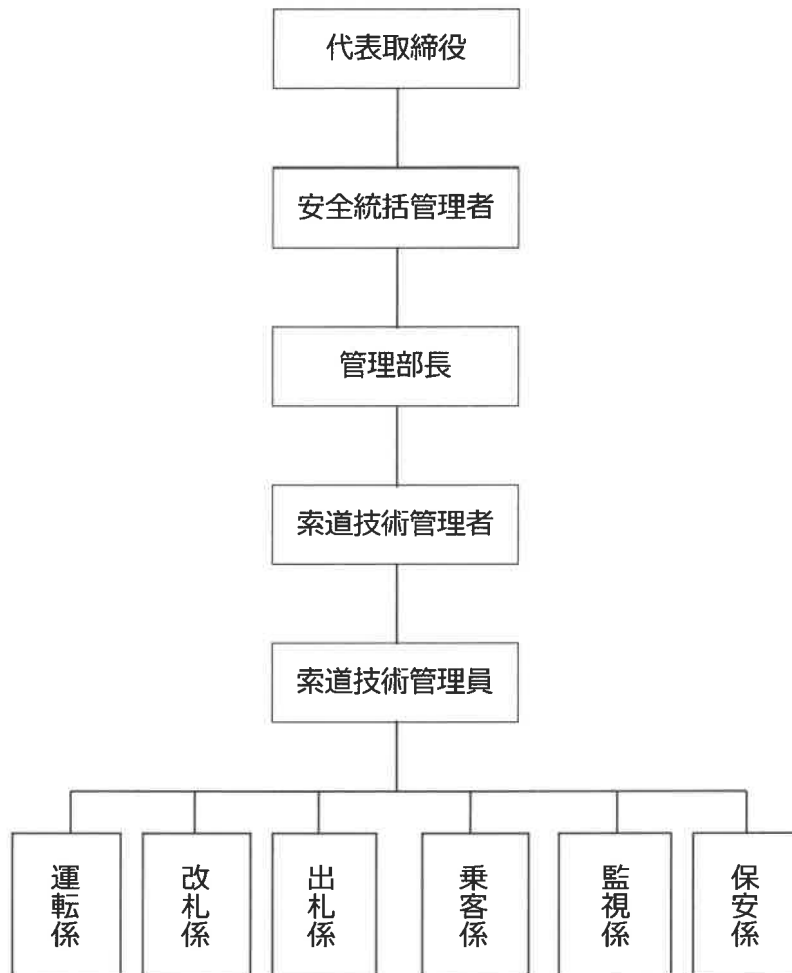 代表取締役
安全統括管理者
管理部長
索道技術管理者
索道技術管理員
運転係
改札係
出札係
乗客係
監視係
保安係